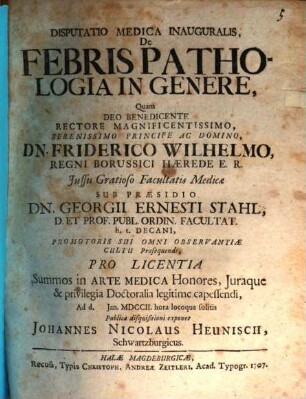 5
DISPUTATIO MEDICA INAUGURALIS,
De
FEBRIS PATHO-
LOGIA IN GENERE,
Quam
DEO BENEDICENTE
RECTORE MAGNIFICENTISSIMO,
SERENISSIMO PRINCIPE AC DOMINO,
DN. FRIDERICO WILHELMO,
REGNI BORUSSICI HÆREDE E. R.
Jussu Gratioso Facultatis Medicæ
SUB PRÆSIDIO
DN. GEORGII ERNESTI STAHL,
D. ET PROF. PUBL. ORDIN. FACULTAT.
h. t. DECANI,
PROMOTORIS SUI OMNI OBSERVANTIÆ
CULTU Prosequendi,
PRO LICENTIA
Summos in ARTE MEDICA Honores, Juraque
& privilegia Doctoralia legitime capessendi,
Ad d. Jan. MDCCII. hora locoque solitis
Publicæ disquisitioni exponet
JOHANNES NICOLAUS HEUNISCH,
Schwartzburgicus.
HALÆ MAGDEBURGICÆ,
Recus. Typis CHRISTOPH. ANDREÆ ZEITLERI, Acad. Typogr. 1707.